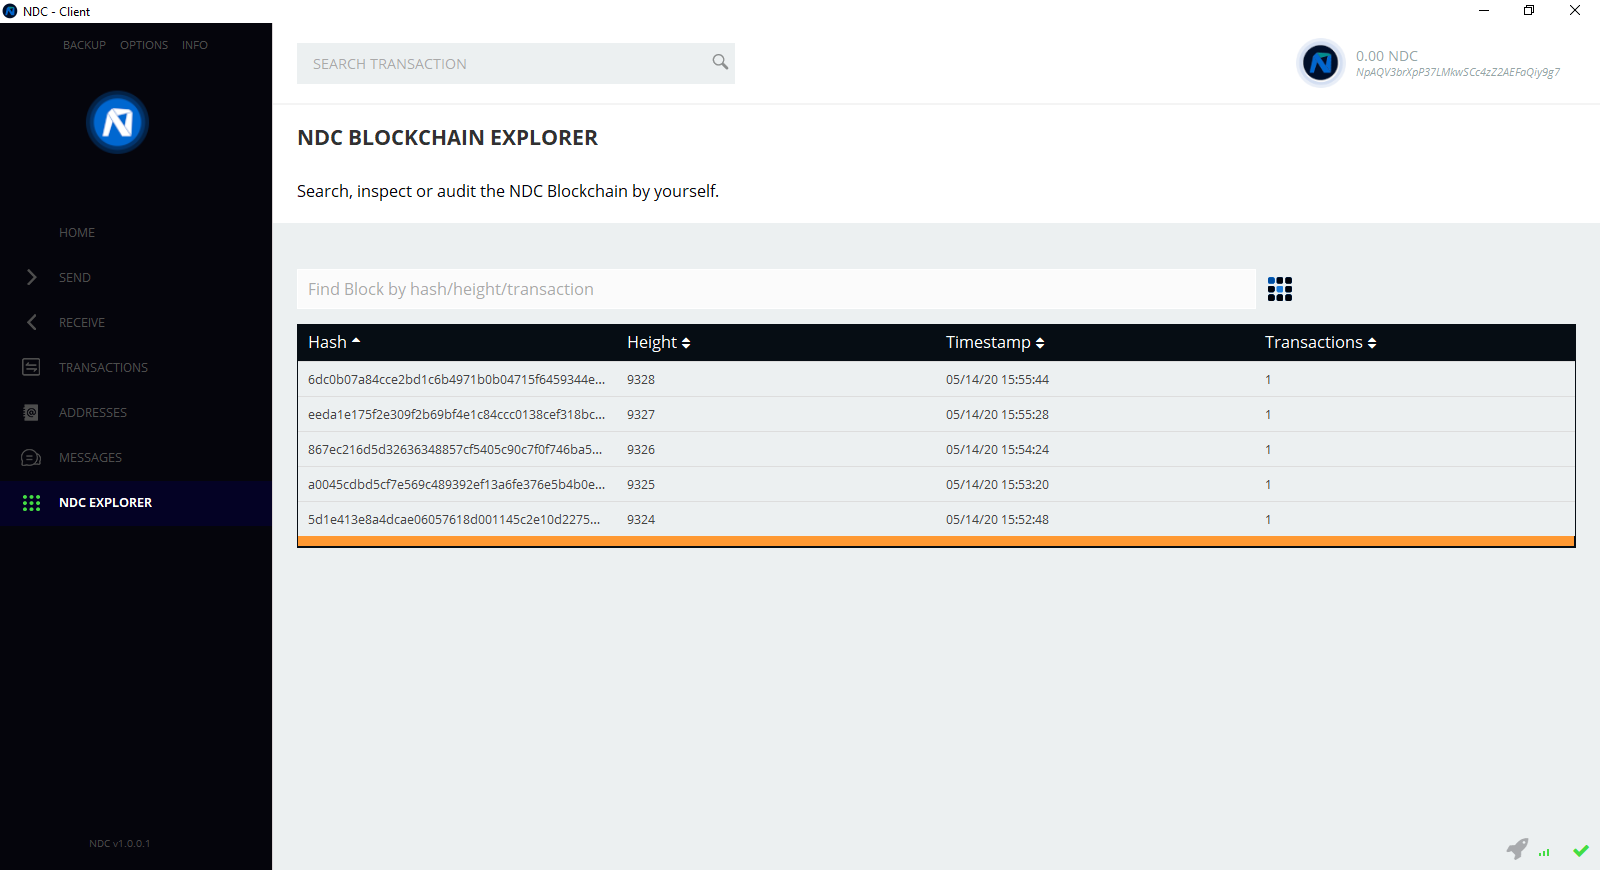 NDC - Client
BACKUP OPTIONS INFO
SEARCH TRANSACTION
0.00 NDC
NpAQV3brXpP37LMkwSCc4zZ2AEFaQiy9g7
NDC BLOCKCHAIN EXPLORER
Search, inspect or audit the NDC Blockchain by yourself.
HOME
SEND
RECEIVE
TRANSACTIONS
ADDRESSES
MESSAGES
NDC EXPLORER
Find Block by hash/height/transaction
Hash Height Timestamp Transactions
6dc0b07a84cce2bd1c6b4971b0b04715f6459344e... 9328 05/14/20 15:55:44 1
eeda1e175f2e309f2b69bf4e1c84ccc0138cef318bc... 9327 05/14/20 15:55:28 1
867ec216d5d32636348857cf5405c90c7f0f746ba5... 9326 05/14/20 15:54:24 1
a0045cdbd5cf7e569c489392ef13a6fe376e5b4b0e... 9325 05/14/20 15:53:20 1
5d1e413e8a4dcae06057618d001145c2e10d2275... 9324 05/14/20 15:52:48 1
NDC v1.0.0.1